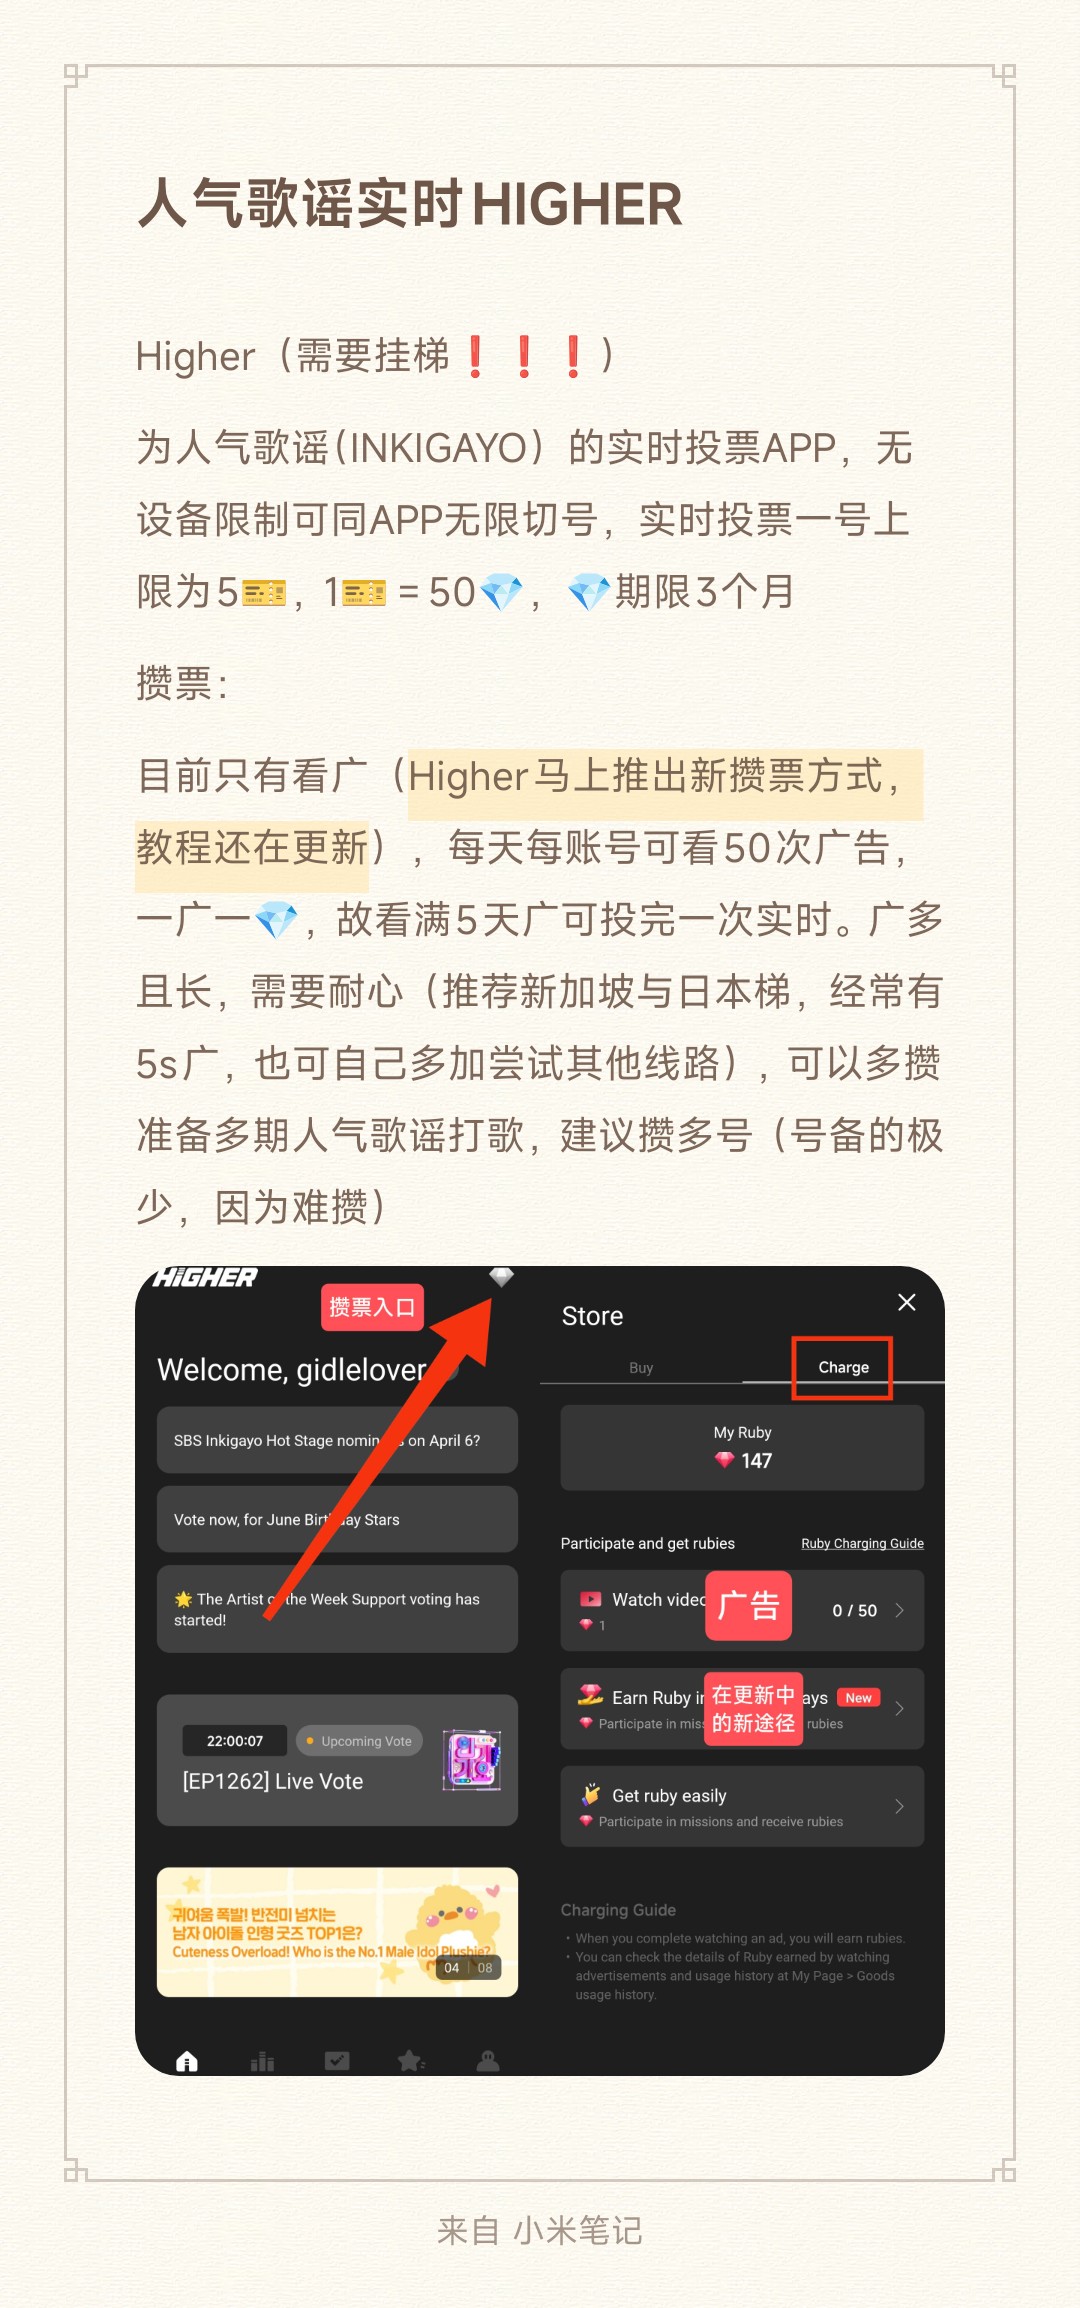 人气歌谣实时HIGHER
Higher（需要挂梯❗❗❗）
为人气歌谣(INKIGAYO）的实时投票APP，无
设备限制可同APP无限切号，实时投票一号上
限为5🎫，1🎫=50💎，💎期限3个月
攒票：
目前只有看广（Higher马上推出新攒票方式，
教程还在更新），每天每账号可看50次广告，
一广一💎，故看满5天广可投完一次实时。广多
且长，需要耐心（推荐新加坡与日本梯，经常有
5s广，也可自己多加尝试其他线路），可以多攒
准备多期人气歌谣打歌，建议攒多号（号备的极
少，因为难攒）
HIGHER
攒票入口
Welcome, gidlelover
SBS Inkigayo Hot Stage on April 6?
Vote now, for June Birthday Stars
🌟 The Artist of the Week Support voting has
started!
22:00:07
Upcoming Vote
[EP1262] Live Vote
귀여움 폭발! 반전미 넘치는
남자 아이돌 인형 굿즈 TOP1은?
Cuteness Overload! Who is the No.1 Male Idol Plushie?
04 | 08
Store
Buy
Charge
My Ruby
147
Participate and get rubies
Ruby Charging Guide
Watch video
广告
0 / 50
1
Earn Ruby
在更新中
New
Participate in rubies
的新途径
Get ruby easily
Participate in missions and receive rubies
Charging Guide
• When you complete watching an ad, you will earn rubies.
• You can check the details of Ruby earned by watching
advertisements and usage history at My Page > Goods
usage history.
来自 小米笔记